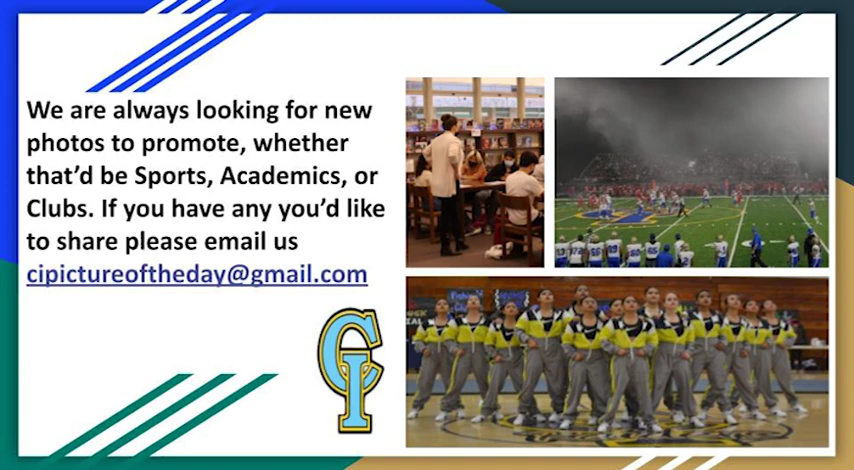 We are always looking for new
photos to promote, whether
that'd be Sports, Academics, or
Clubs. If you have any you'd like
to share please email us
cipictureoftheday@gmail.com
CI